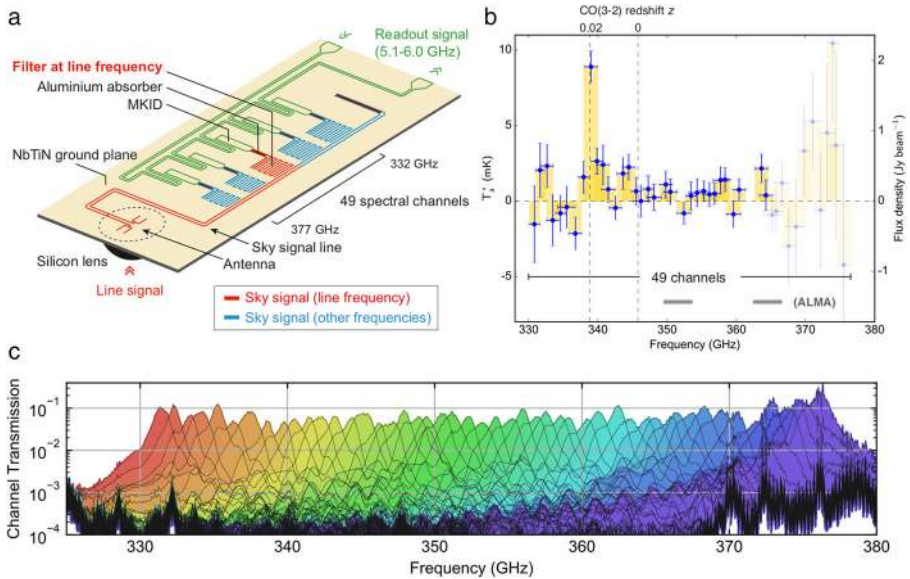 a
Readout signal
(5.1-6.0 GHz)
Filter at line frequency
Aluminium absorber
MKID
NbTiN ground plane
332 GHz
49 spectral channels
377 GHz
Sky signal line
Antenna
Silicon lens
Line signal
Sky signal (line frequency)
Sky signal (other frequencies)
b
CO(3-2) redshift z
0.02 0
10
5
0
-5
T*a (mK)
2
1
0
-1
Flux density (Jy beam⁻¹)
49 channels
(ALMA)
330 340 350 360 370 380
Frequency (GHz)
c
10⁻¹
10⁻²
10⁻³
10⁻⁴
Channel Transmission
330 340 350 360 370 380
Frequency (GHz)